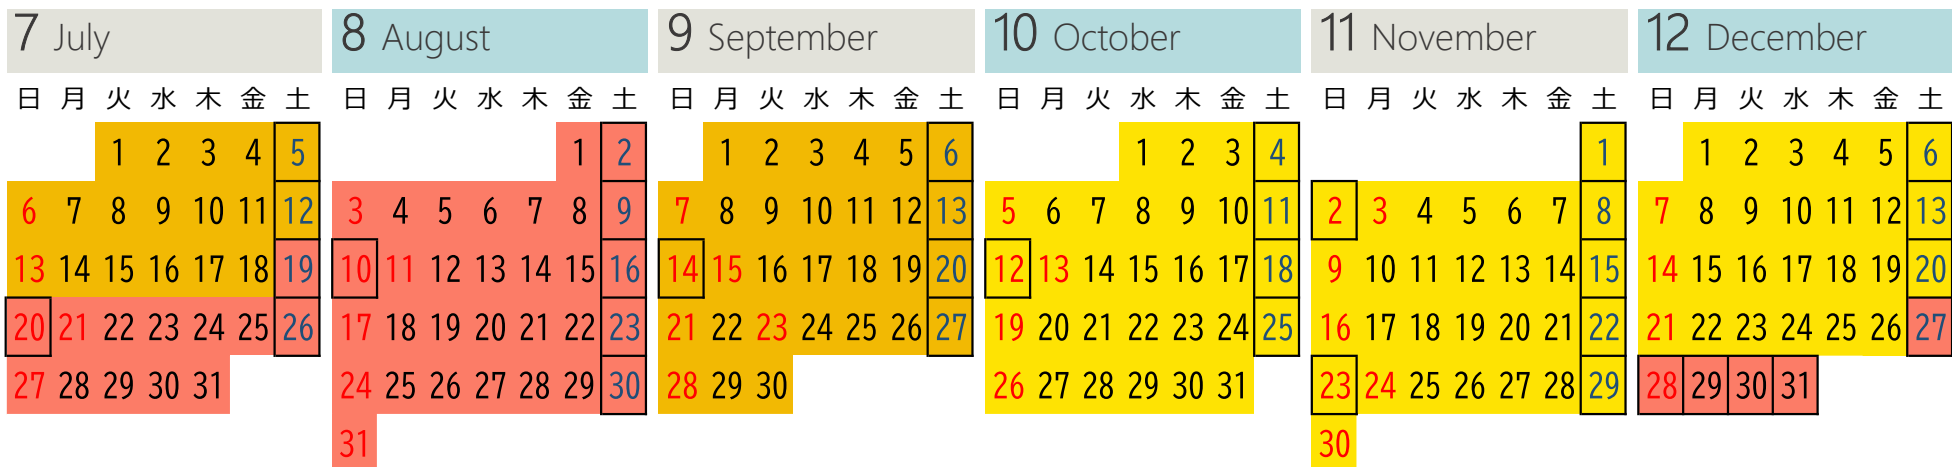 7 July
日 月 火 水 木 金 土
1 2 3 4 5
6 7 8 9 10 11 12
13 14 15 16 17 18 19
20 21 22 23 24 25 26
27 28 29 30 31
8 August
日 月 火 水 木 金 土
1 2
3 4 5 6 7 8 9
10 11 12 13 14 15 16
17 18 19 20 21 22 23
24 25 26 27 28 29 30
31
9 September
日 月 火 水 木 金 土
1 2 3 4 5 6
7 8 9 10 11 12 13
14 15 16 17 18 19 20
21 22 23 24 25 26 27
28 29 30
10 October
日 月 火 水 木 金 土
1 2 3 4
5 6 7 8 9 10 11
12 13 14 15 16 17 18
19 20 21 22 23 24 25
26 27 28 29 30 31
11 November
日 月 火 水 木 金 土
1
2 3 4 5 6 7 8
9 10 11 12 13 14 15
16 17 18 19 20 21 22
23 24 25 26 27 28 29
30
12 December
日 月 火 水 木 金 土
1 2 3 4 5 6
7 8 9 10 11 12 13
14 15 16 17 18 19 20
21 22 23 24 25 26 27
28 29 30 31